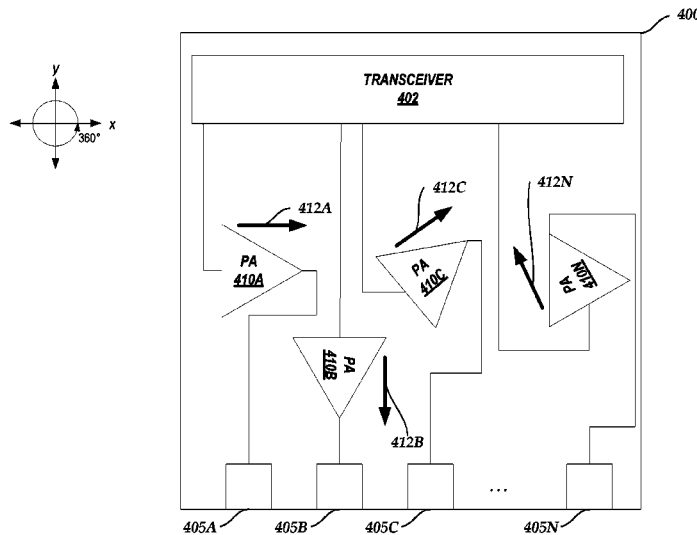 400
TRANSCEIVER
402
y
x
360°
412A
412C
412N
PA
410A
PA
410C
PA
410N
PA
410B
412B
...
405A
405B
405C
405N